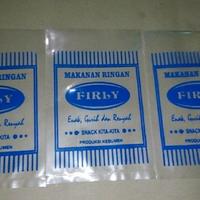 MAKANAN RINGAN
FIRLY
Enak, Gurih dan Renyah
SNACK KITA-KITA
PRODUKSI KEBUMEN